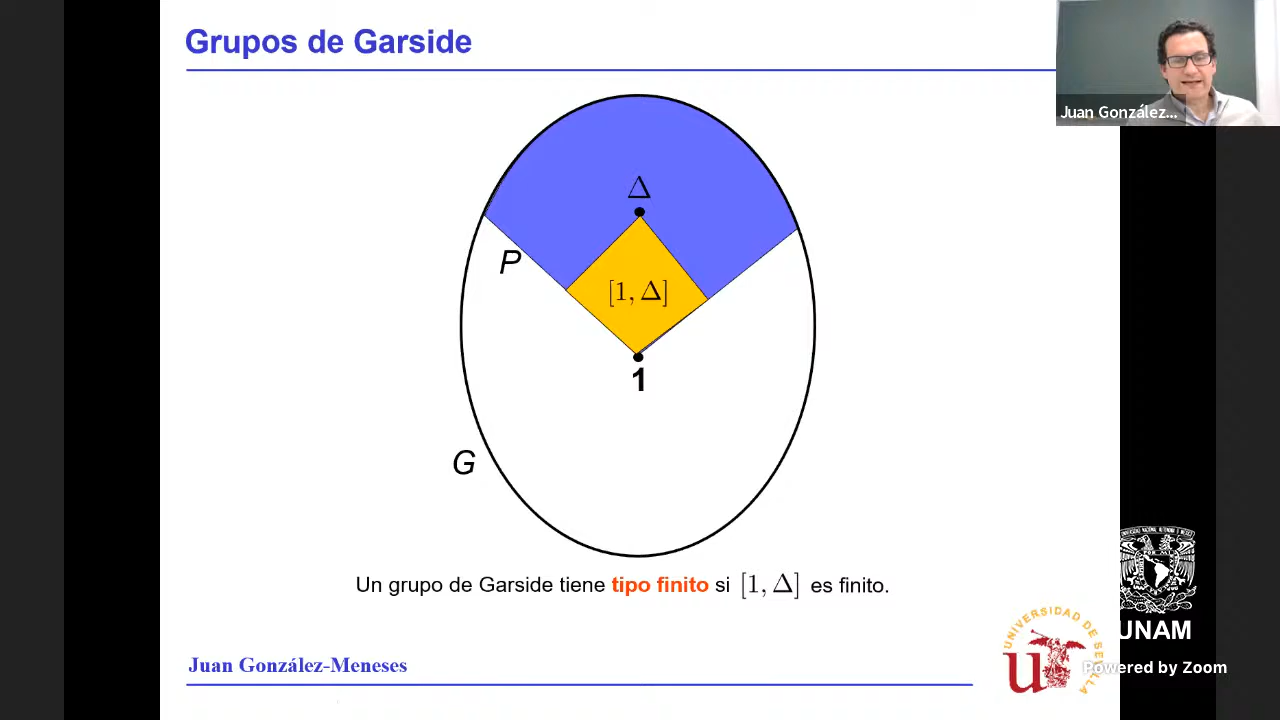 Grupos de Garside
Juan González...
Δ
P
[1, Δ]
1
G
Un grupo de Garside tiene tipo finito si [1, Δ] es finito.
UNIVERSIDAD DE SEVILLA
UNAM
Juan González-Meneses
Powered by Zoom